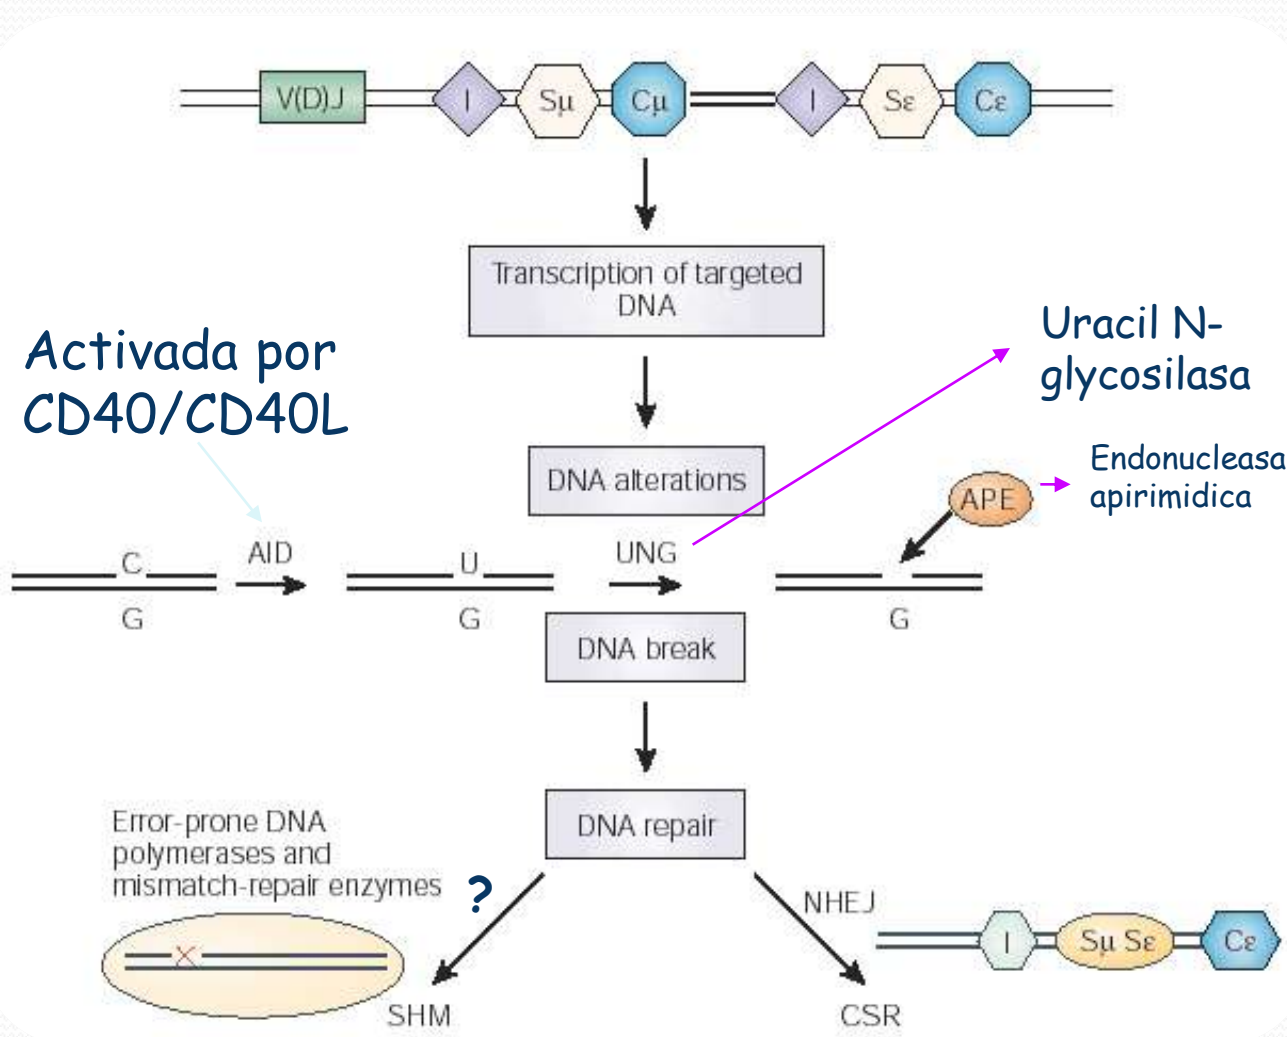 V(D)J
I
Sμ
Cμ
I
Sε
Cε
Transcription of targeted
DNA
Activada por
CD40/CD40L
Uracil N-
glycosilasa
DNA alterations
Endonucleasa
apirimidica
APE
C
AID
U
UNG
G
G
G
DNA break
DNA repair
Error-prone DNA
polymerases and
mismatch-repair enzymes
?
NHEJ
I
Sμ Sε
Cε
X
SHM
CSR